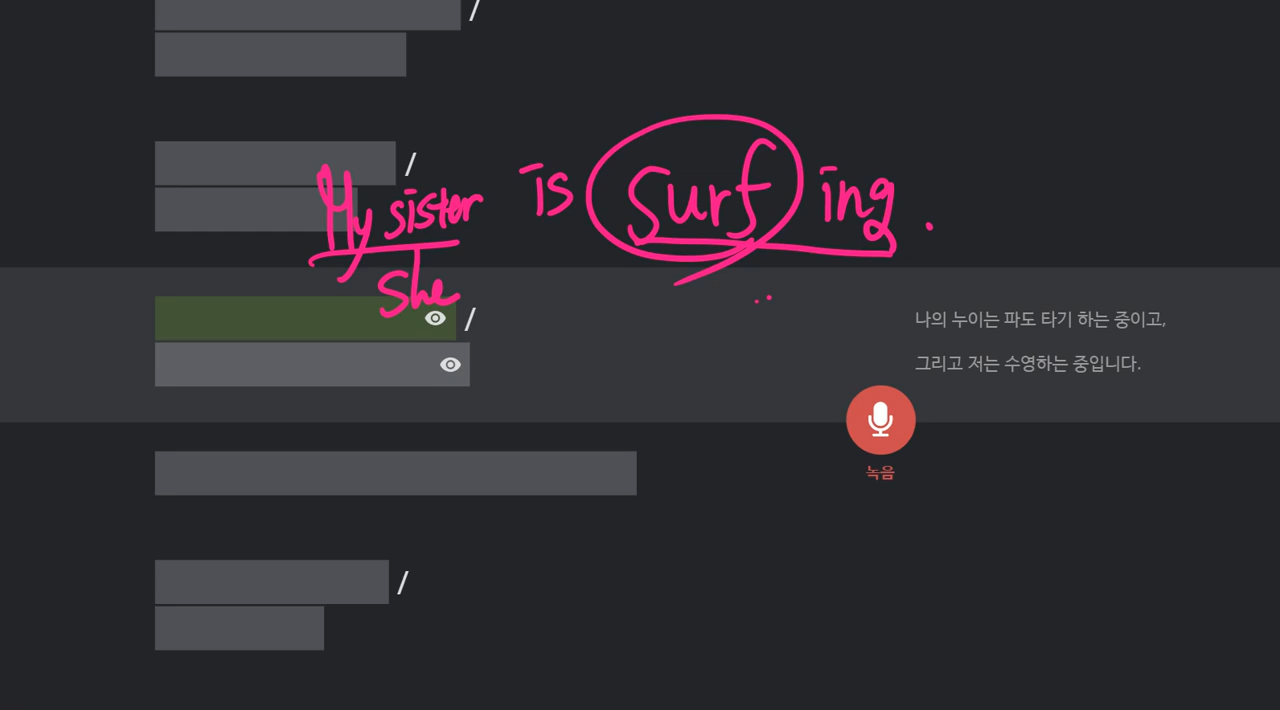 /
/
My sister is surfing.
she
/
나의 누이는 파도 타기 하는 중이고,
그리고 저는 수영하는 중입니다.
녹음
/